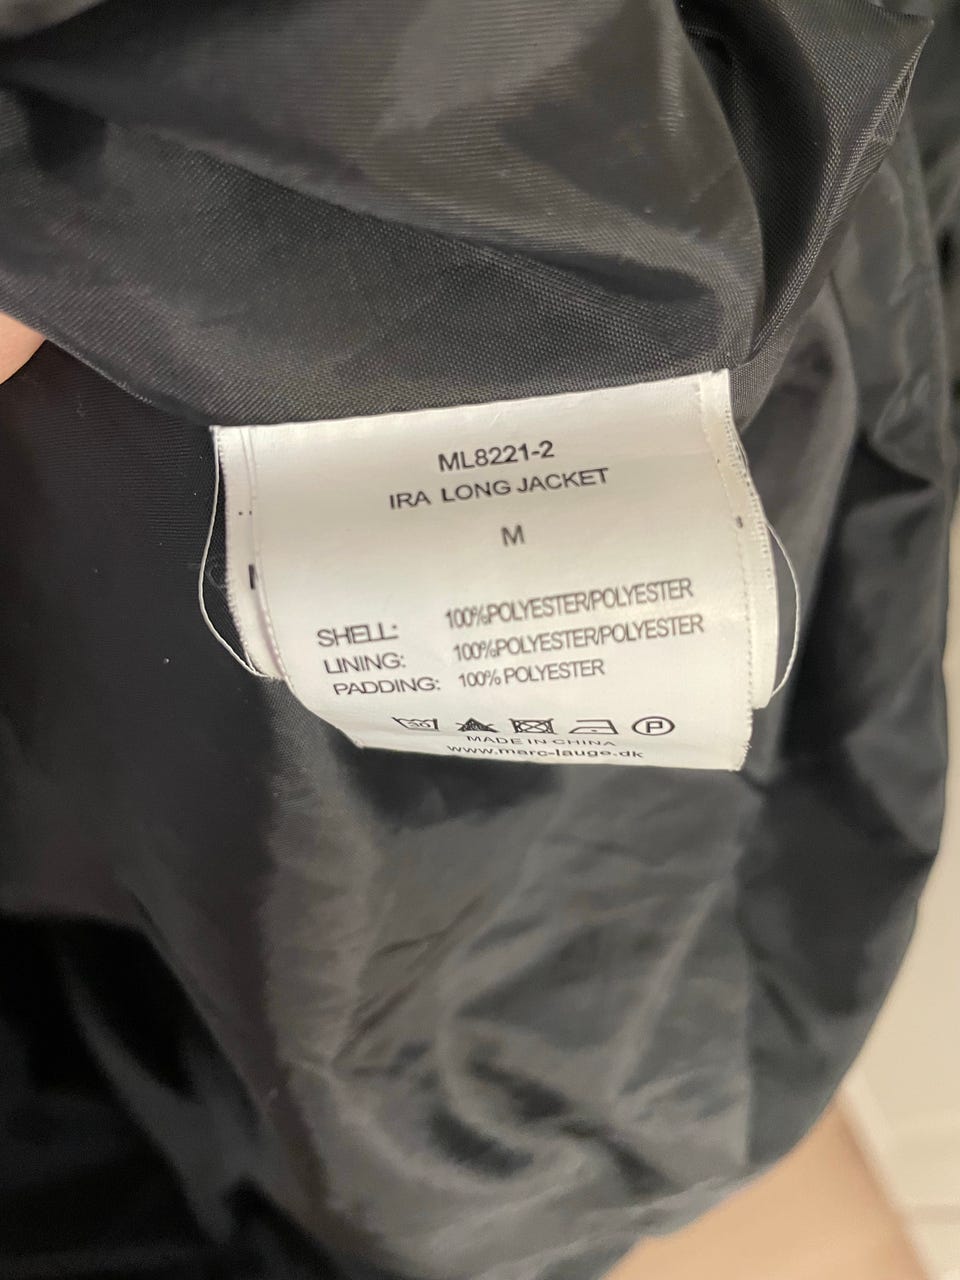 ML8221-2
IRA LONG JACKET
M
SHELL: 100%POLYESTER/POLYESTER
LINING: 100%POLYESTER/POLYESTER
PADDING: 100% POLYESTER
30 P
MADE IN CHINA
www.marc-lauge.dk